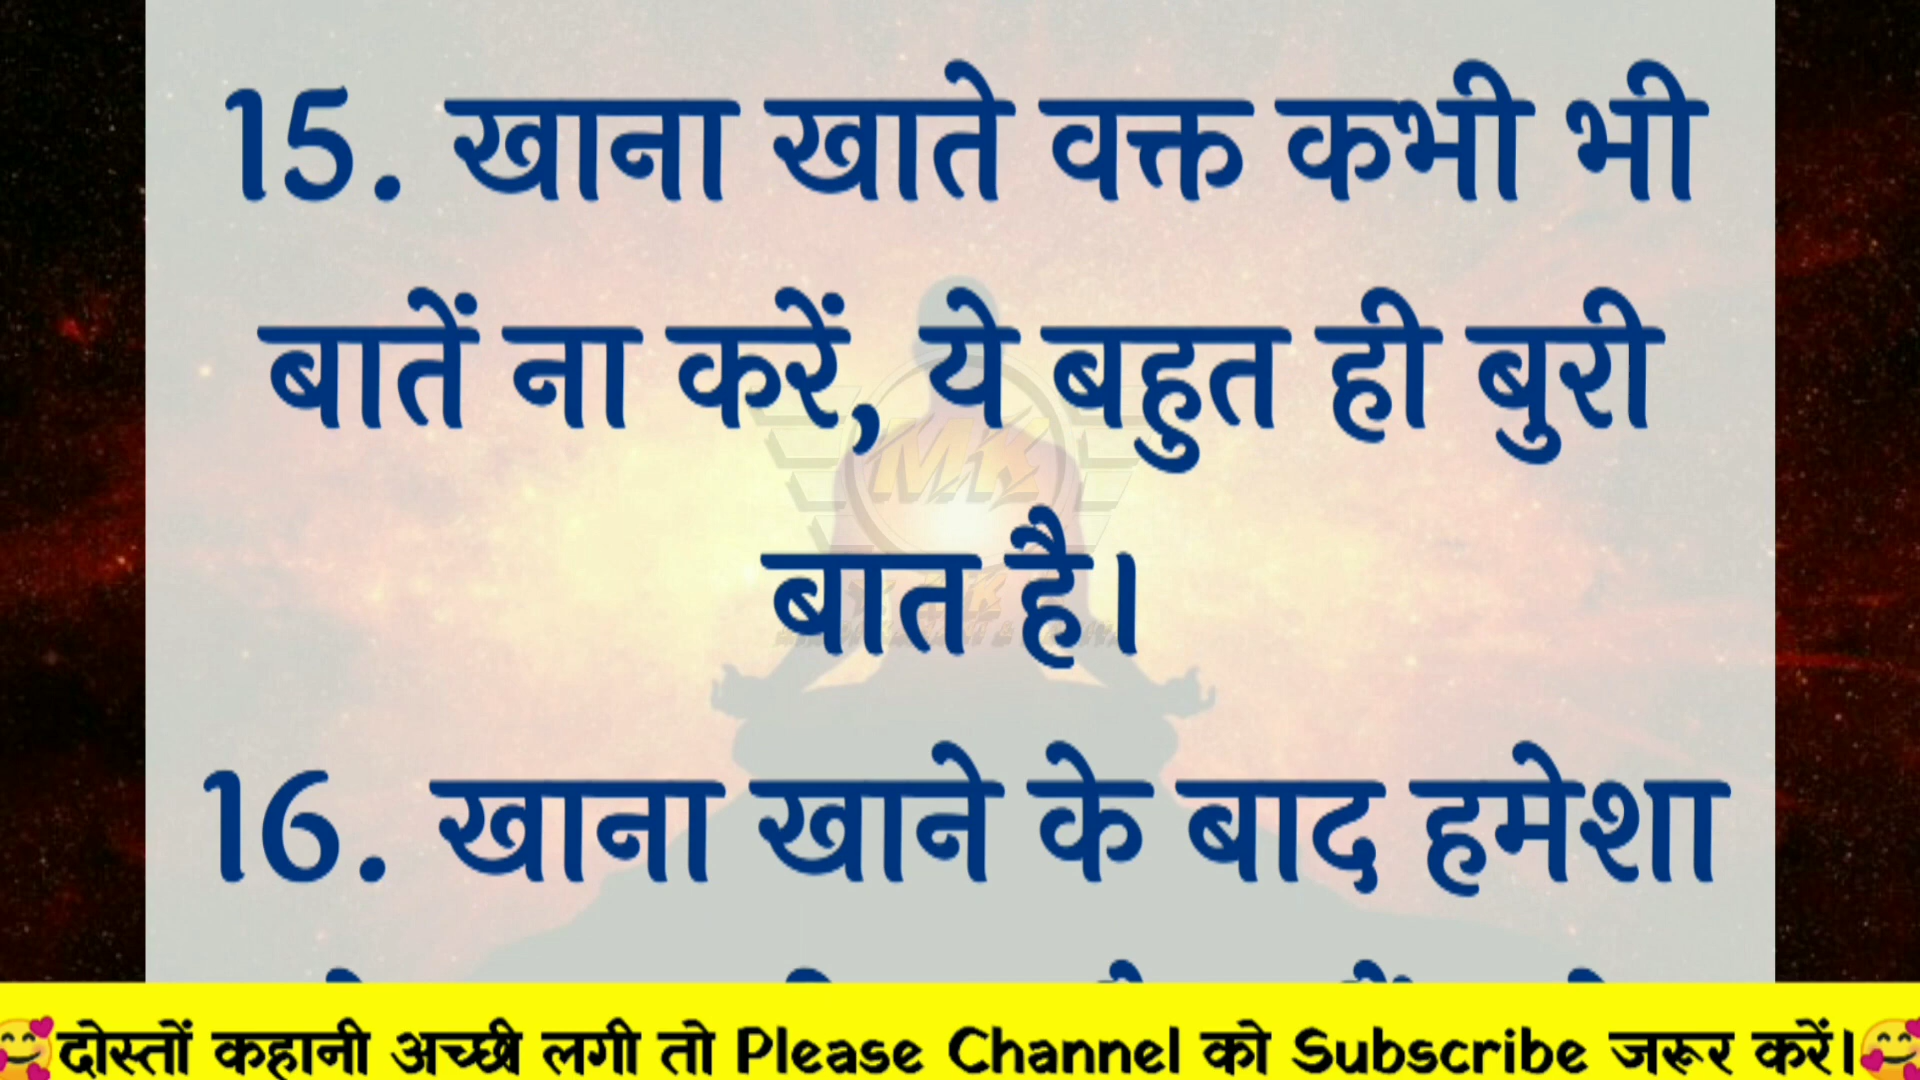 15. खाना खाते वक्त कभी भी
बातें ना करें, ये बहुत ही बुरी
बात है।
16. खाना खाने के बाद हमेशा
🥰दोस्तों कहानी अच्छी लगी तो Please Channel को Subscribe जरूर करें।🥰